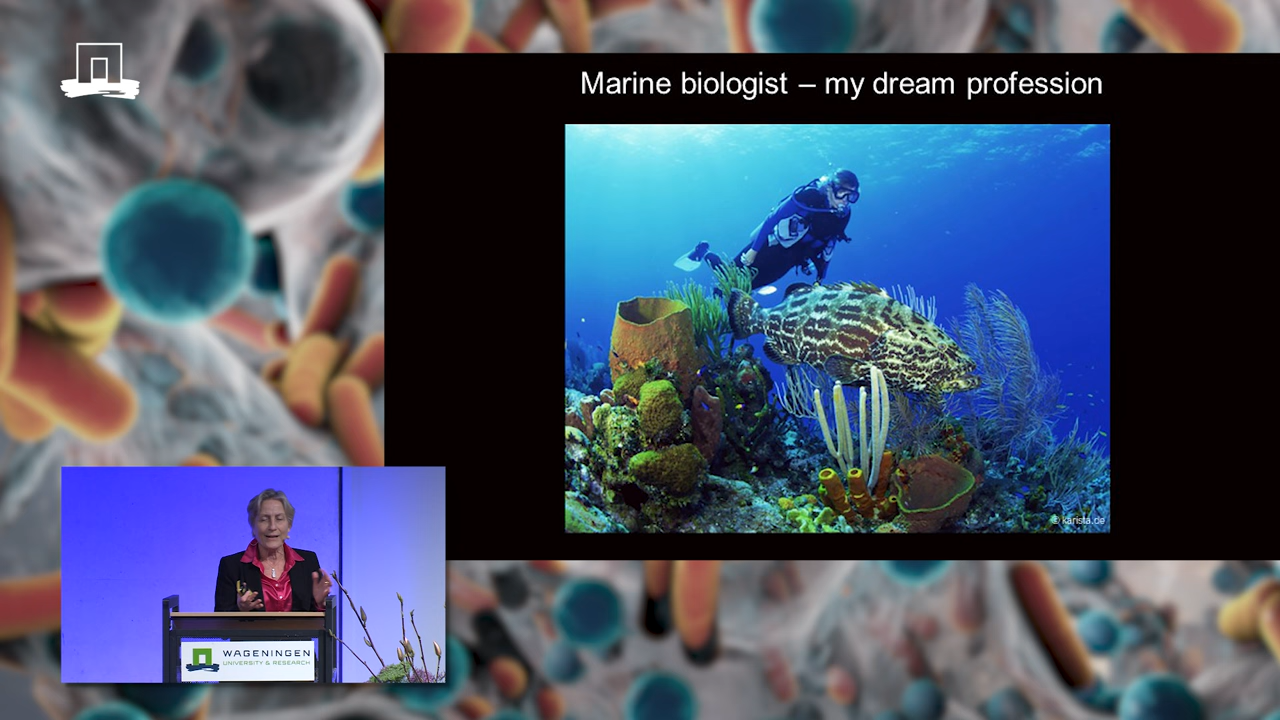 Marine biologist – my dream profession
© karista.de
WAGENINGEN
UNIVERSITY & RESEARCH